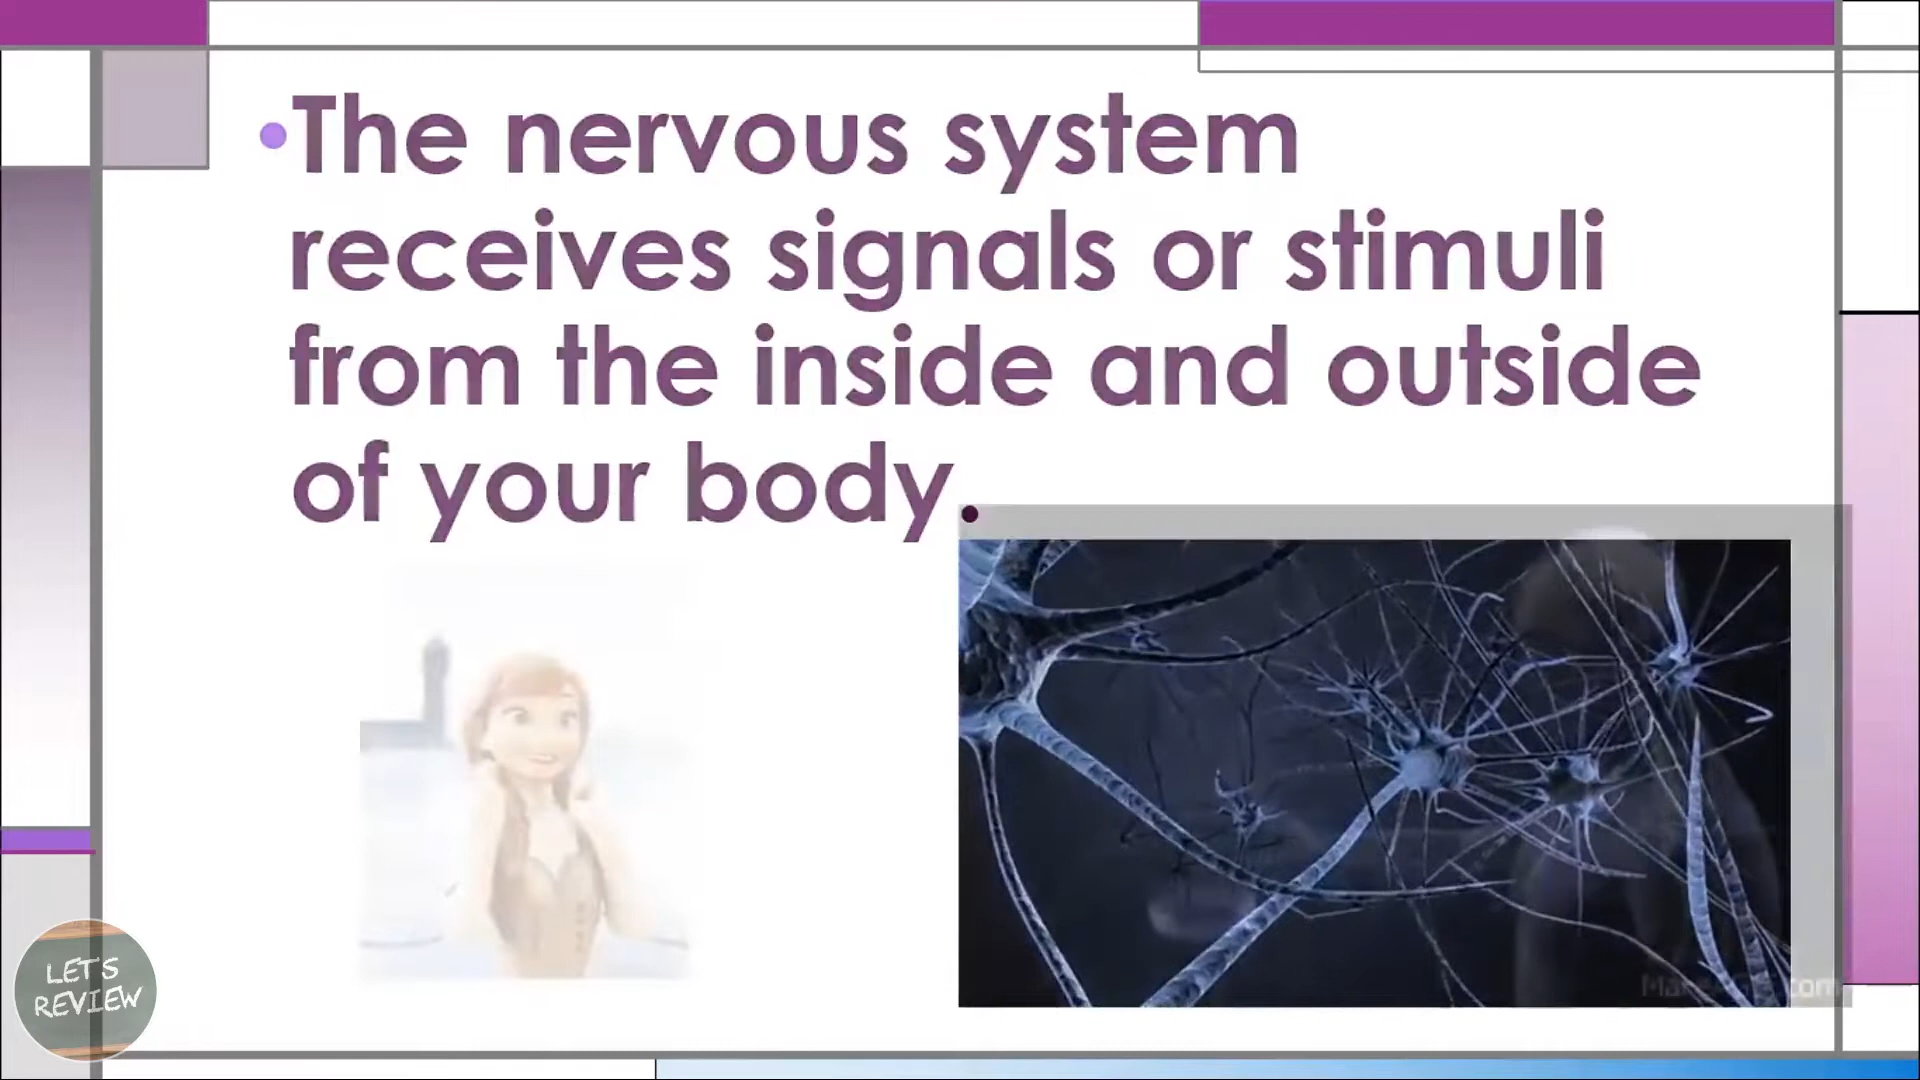 •The nervous system
receives signals or stimuli
from the inside and outside
of your body.
LET'S
REVIEW